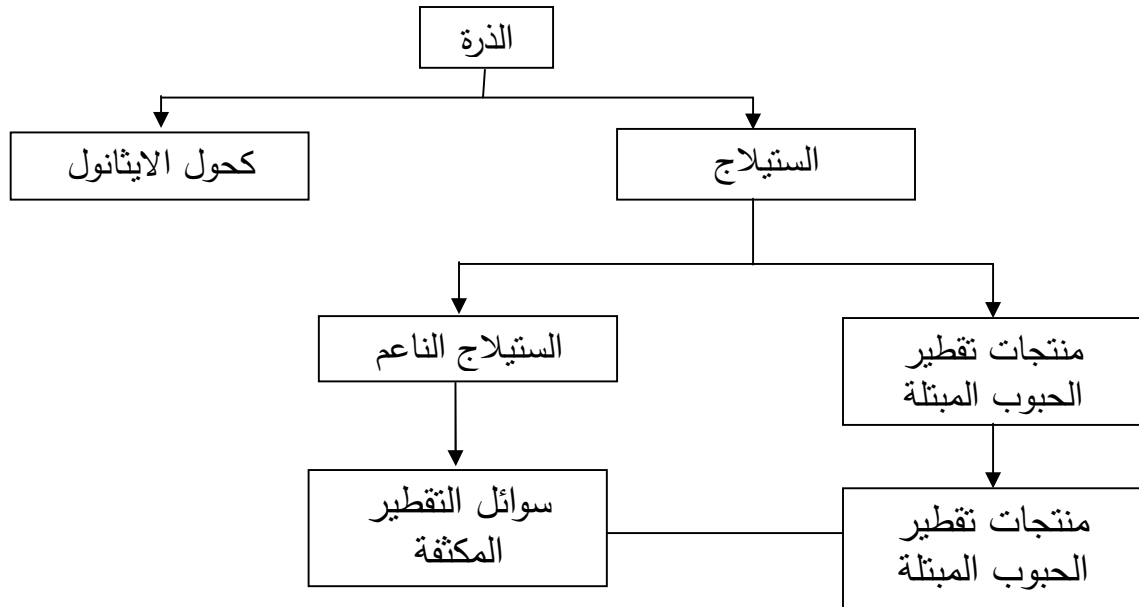 الذرة
كحول الايثانول
الستيلاج
الستيلاج الناعم
منتجات تقطير
الحبوب المبتلة
سوائل التقطير
المكثفة
منتجات تقطير
الحبوب المبتلة